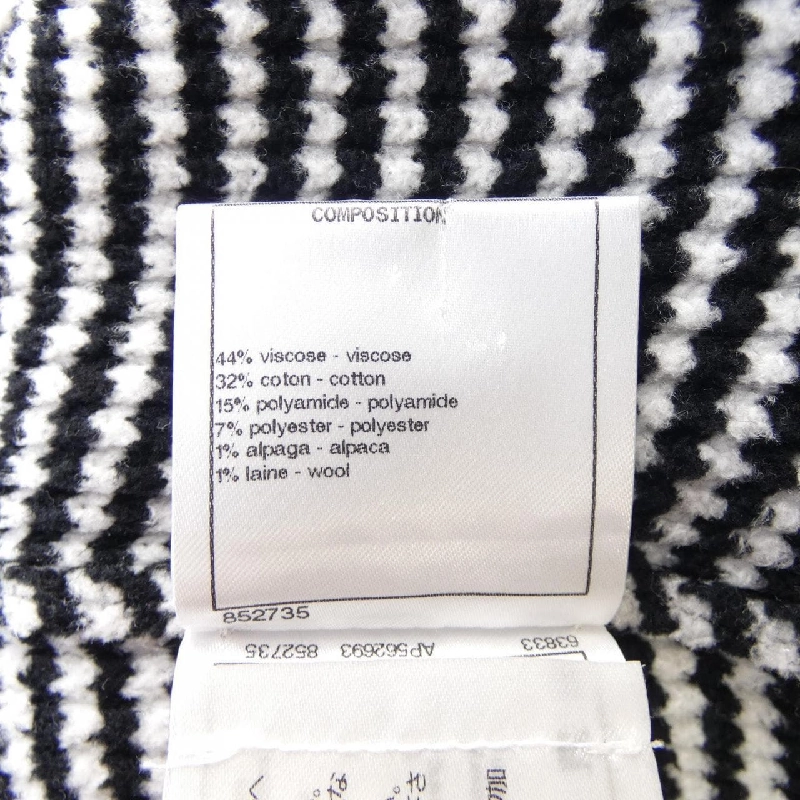 COMPOSITION
44% viscose - viscose
32% coton - cotton
15% polyamide - polyamide
7% polyester - polyester
1% alpaga - alpaca
1% laine - wool
852735
63833 AP562693 852735